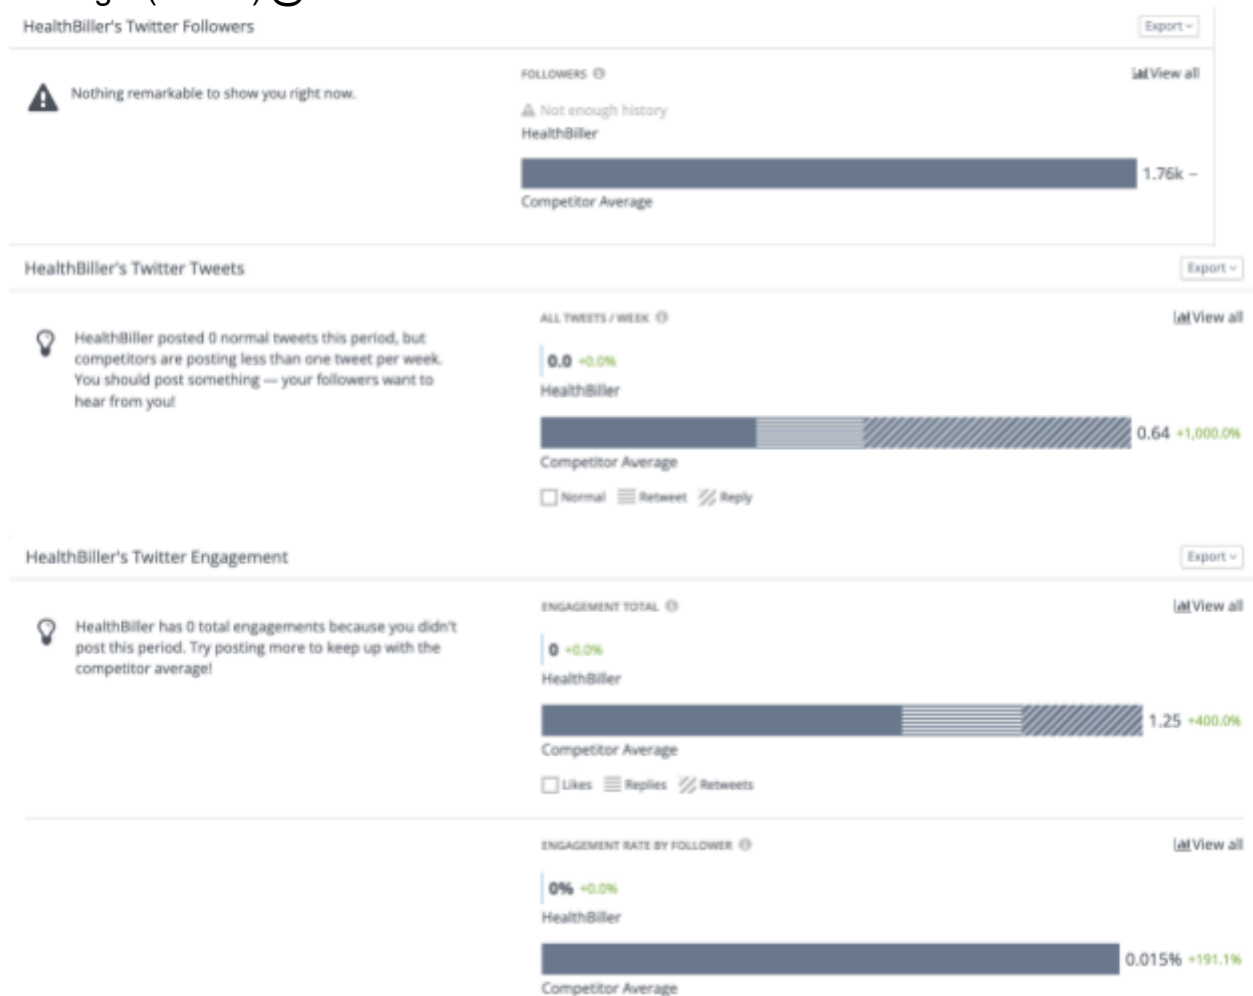 HealthBiller's Twitter Followers
Export
Nothing remarkable to show you right now.
FOLLOWERS
View all
Not enough history
HealthBiller
1.76k –
Competitor Average
HealthBiller's Twitter Tweets
Export
HealthBiller posted 0 normal tweets this period, but
competitors are posting less than one tweet per week.
You should post something — your followers want to
hear from you!
ALL TWEETS / WEEK
View all
0.0 +0.0%
HealthBiller
0.64 +1,000.0%
Competitor Average
Normal Retweet Reply
HealthBiller's Twitter Engagement
Export
HealthBiller has 0 total engagements because you didn't
post this period. Try posting more to keep up with the
competitor average!
ENGAGEMENT TOTAL
View all
0 +0.0%
HealthBiller
1.25 +400.0%
Competitor Average
Likes Replies Retweets
ENGAGEMENT RATE BY FOLLOWER
View all
0% +0.0%
HealthBiller
0.015% +191.1%
Competitor Average